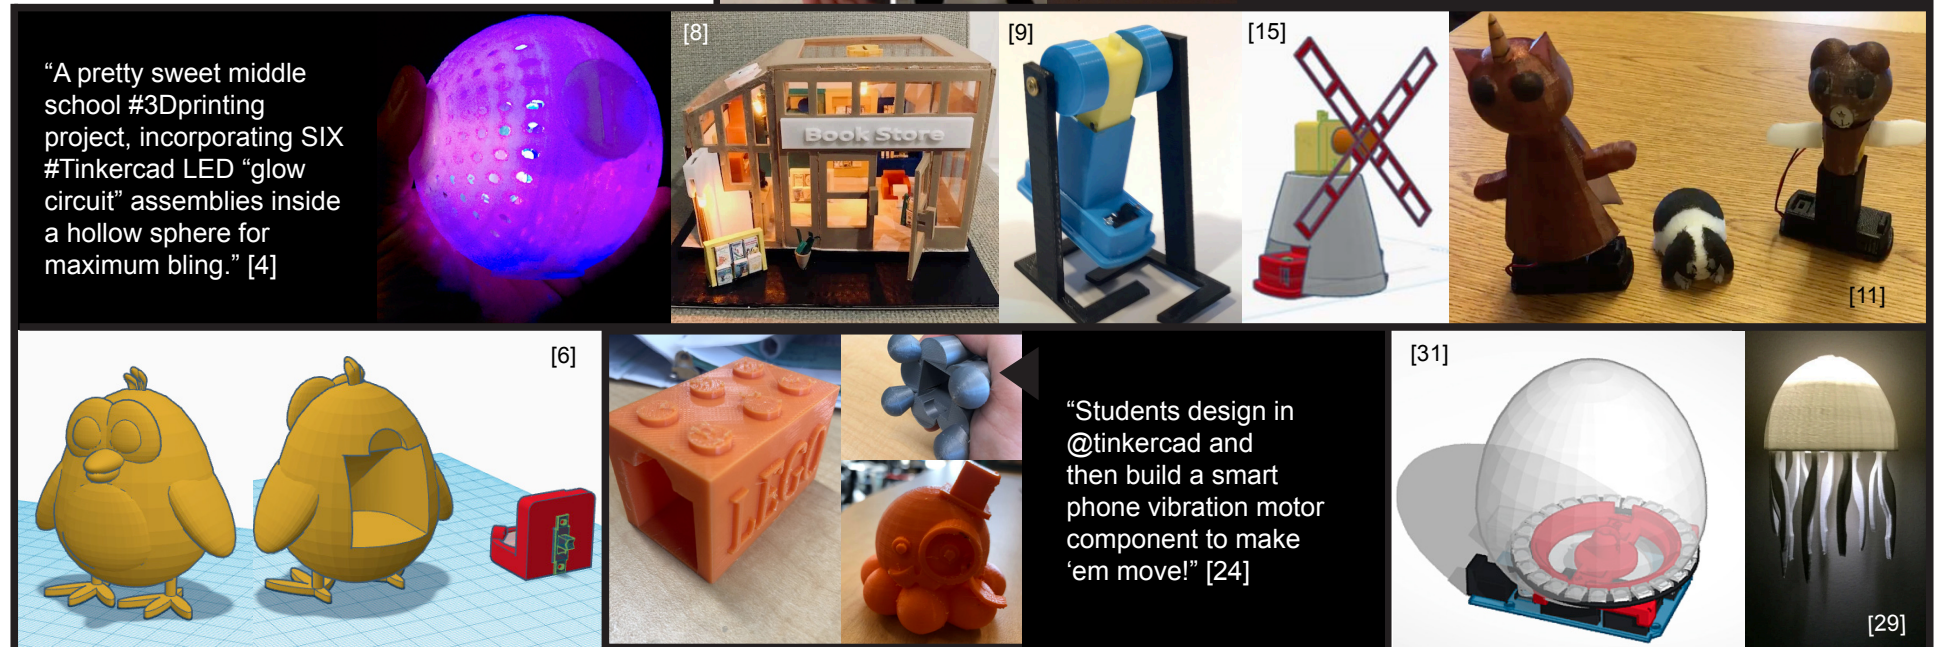 “A pretty sweet middle
school #3Dprinting
project, incorporating SIX
#Tinkercad LED “glow
circuit” assemblies inside
a hollow sphere for
maximum bling.” [4]
[8]
Book Store
[9]
[15]
[11]
[6]
LEGO
“Students design in
@tinkercad and
then build a smart
phone vibration motor
component to make
‘em move!” [24]
[31]
[29]